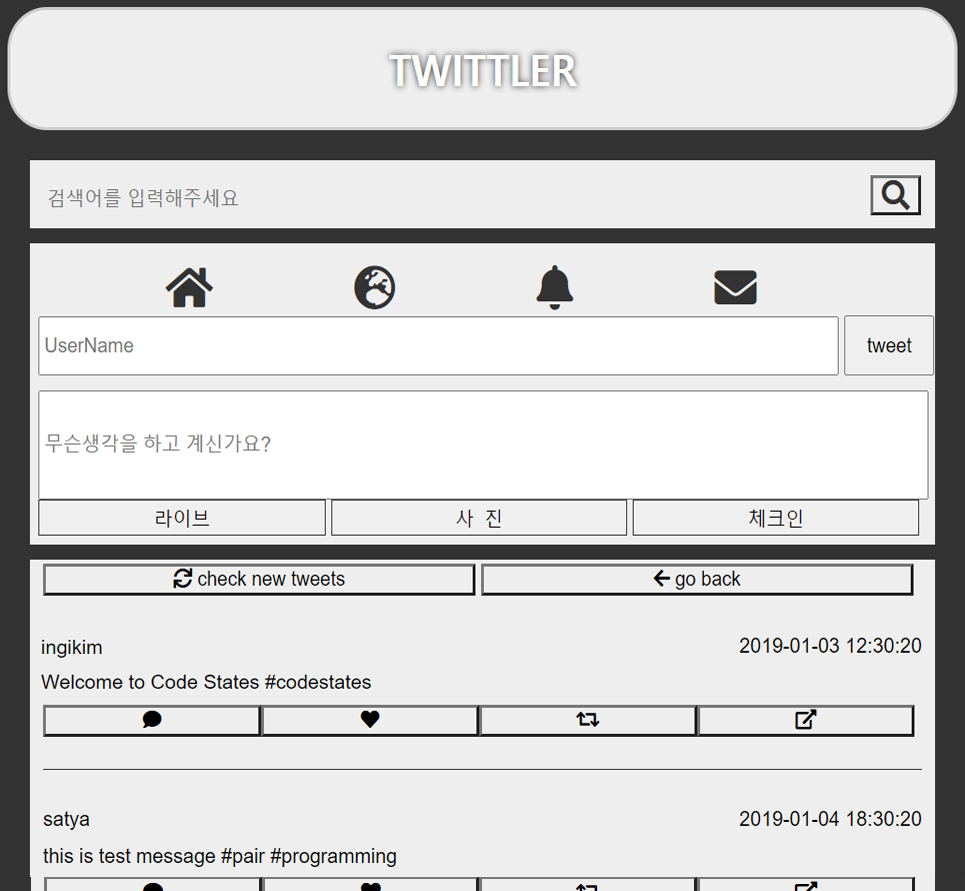 TWITTLER
검색어를 입력해주세요
UserName
tweet
무슨생각을 하고 계신가요?
라이브 사 진 체크인
check new tweets go back
ingikim 2019-01-03 12:30:20
Welcome to Code States #codestates
satya 2019-01-04 18:30:20
this is test message #pair #programming